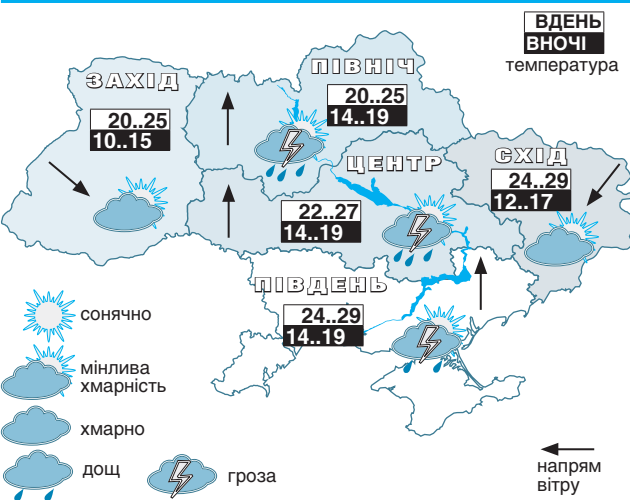 ВДЕНЬ
ВНОЧІ
температура
ЗАХІД
20..25
10..15
ПІВНІЧ
20..25
14..19
ЦЕНТР
22..27
14..19
СХІД
24..29
12..17
ПІВДЕНЬ
24..29
14..19
сонячно
мінлива
хмарність
хмарно
дощ
гроза
напрям
вітру